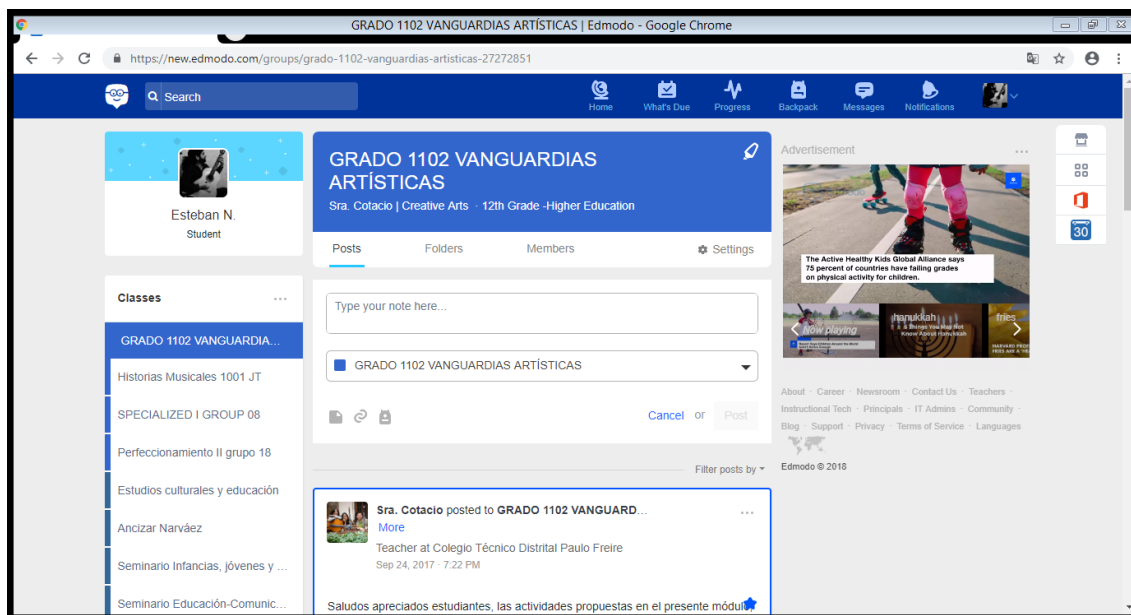 GRADO 1102 VANGUARDIAS ARTÍSTICAS | Edmodo - Google Chrome
https://new.edmodo.com/groups/grado-1102-vanguardias-artisticas-27272851
Search
Home
What's Due
Progress
Backpack
Messages
Notifications
Esteban N.
Student
Classes
GRADO 1102 VANGUARDIA...
Historias Musicales 1001 JT
SPECIALIZED I GROUP 08
Perfeccionamiento II grupo 18
Estudios culturales y educación
Ancizar Narváez
Seminario Infancias, jóvenes y ...
Seminario Educación-Comunic...
GRADO 1102 VANGUARDIAS
ARTÍSTICAS
Sra. Cotacio | Creative Arts · 12th Grade -Higher Education
Posts
Folders
Members
Settings
Type your note here...
GRADO 1102 VANGUARDIAS ARTÍSTICAS
Cancel or Post
Filter posts by
Sra. Cotacio posted to GRADO 1102 VANGUARD...
More
Teacher at Colegio Técnico Distrital Paulo Freire
Sep 24, 2017 · 7:22 PM
Saludos apreciados estudiantes, las actividades propuestas en el presente módulo,
Advertisement
The Active Healthy Kids Global Alliance says
75 percent of countries have failing grades
on physical activity for children.
Now playing
hanukkah
Things You May Not
Know About Hanukkah
fries
About · Career · Newsroom · Contact Us · Teachers ·
Instructional Tech · Principals · IT Admins · Community ·
Blog · Support · Privacy · Terms of Service · Languages
Edmodo © 2018
30